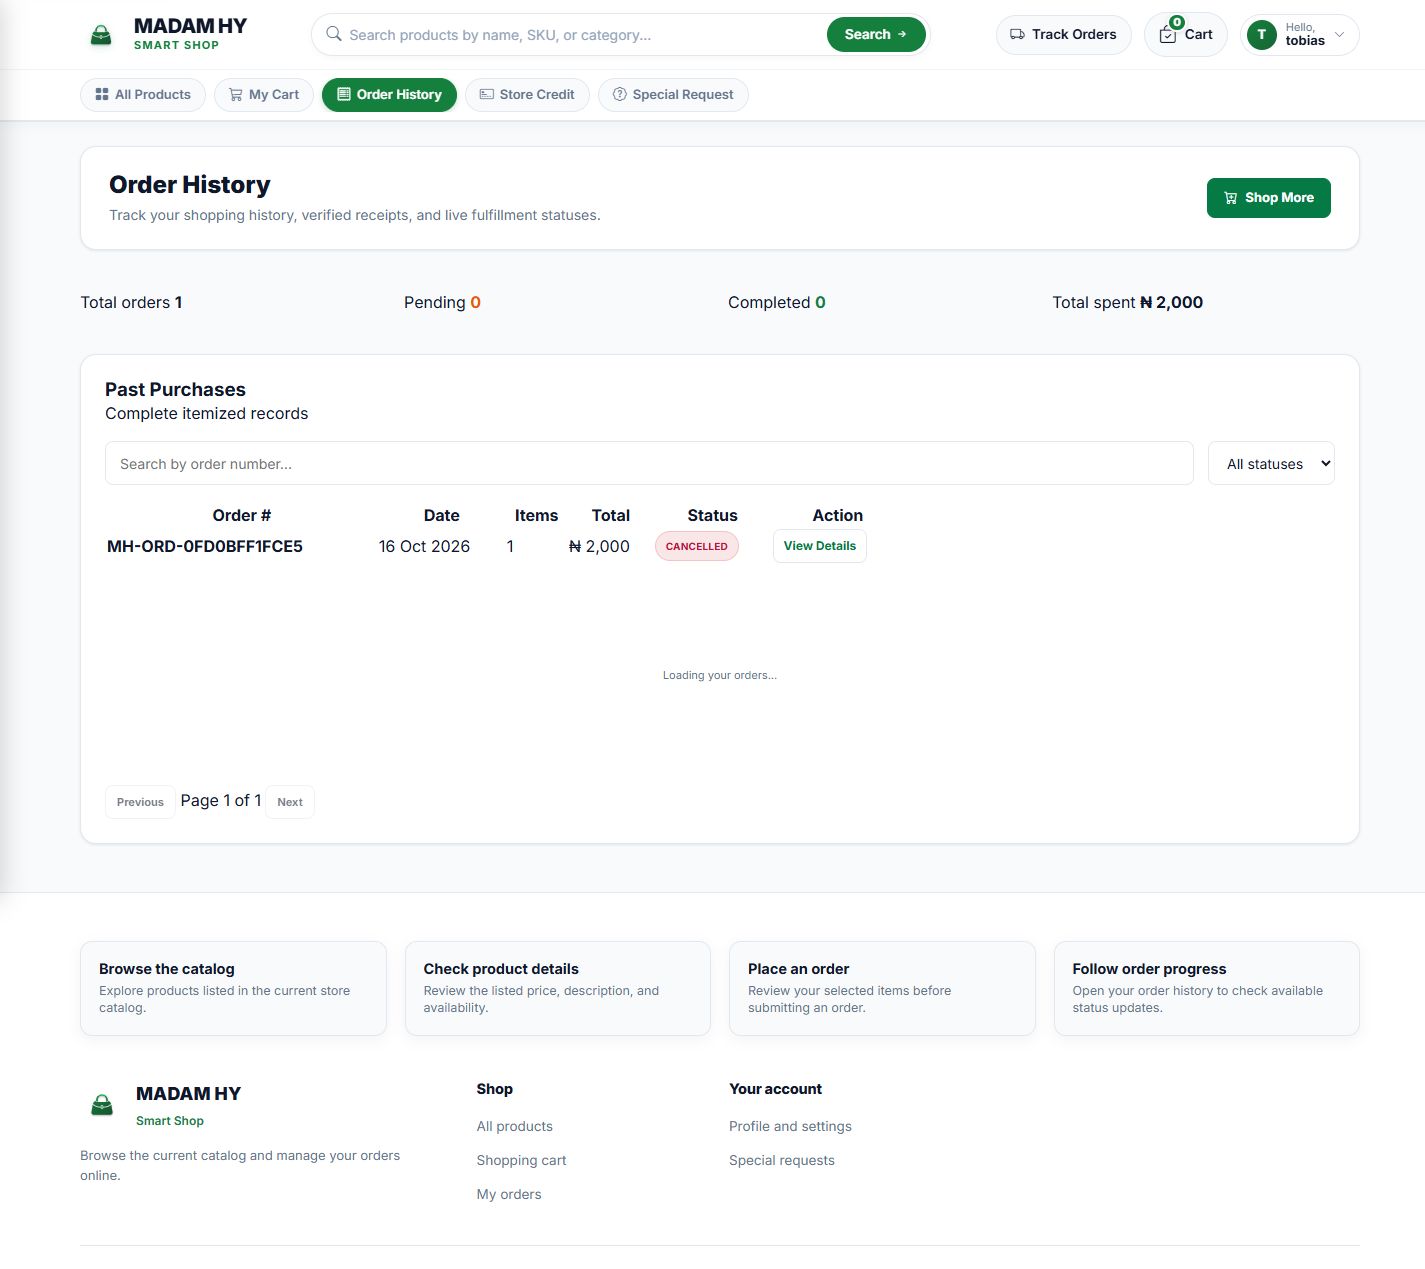 MADAM HY
SMART SHOP
Search products by name, SKU, or category...
Search
Track Orders
0
Cart
T
Hello,
tobias
All Products
My Cart
Order History
Store Credit
Special Request
Order History
Track your shopping history, verified receipts, and live fulfillment statuses.
Shop More
Total orders 1
Pending 0
Completed 0
Total spent ₦ 2,000
Past Purchases
Complete itemized records
Search by order number...
All statuses
Order # Date Items Total Status Action
MH-ORD-0FD0BFF1FCE5 16 Oct 2026 1 ₦ 2,000 CANCELLED View Details
Loading your orders...
Previous Page 1 of 1 Next
Browse the catalog
Explore products listed in the current store
catalog.
Check product details
Review the listed price, description, and
availability.
Place an order
Review your selected items before
submitting an order.
Follow order progress
Open your order history to check available
status updates.
MADAM HY
Smart Shop
Browse the current catalog and manage your orders
online.
Shop
All products
Shopping cart
My orders
Your account
Profile and settings
Special requests